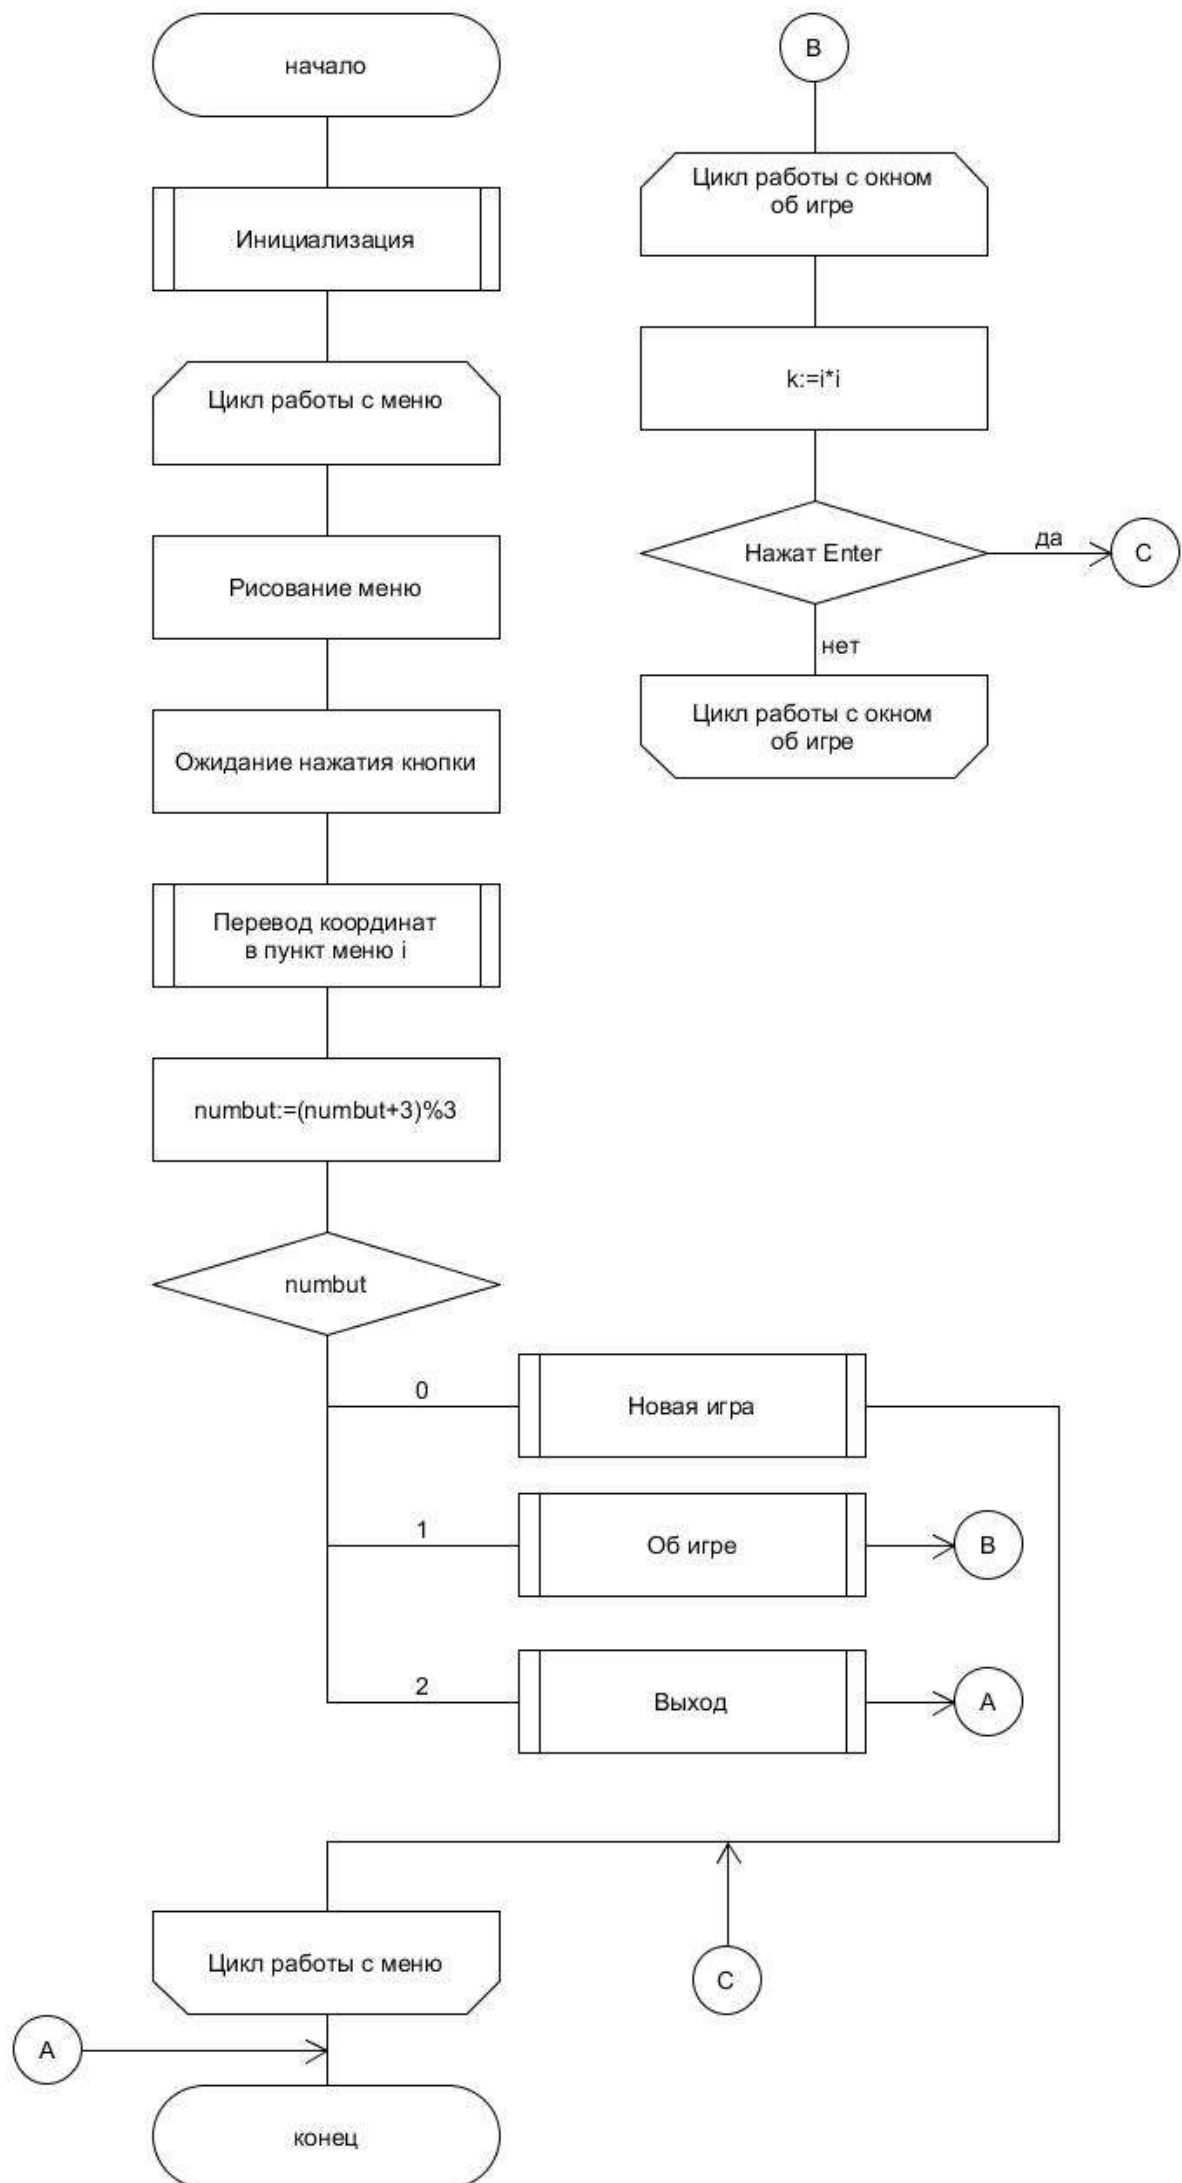 начало
Инициализация
Цикл работы с меню
Рисование меню
Ожидание нажатия кнопки
Перевод координат
в пункт меню i
numbut:=(numbut+3)%3
numbut
0
Новая игра
1
Об игре
B
2
Выход
A
C
Цикл работы с меню
A
конец
B
Цикл работы с окном
об игре
k:=i*i
Нажат Enter
да
C
нет
Цикл работы с окном
об игре